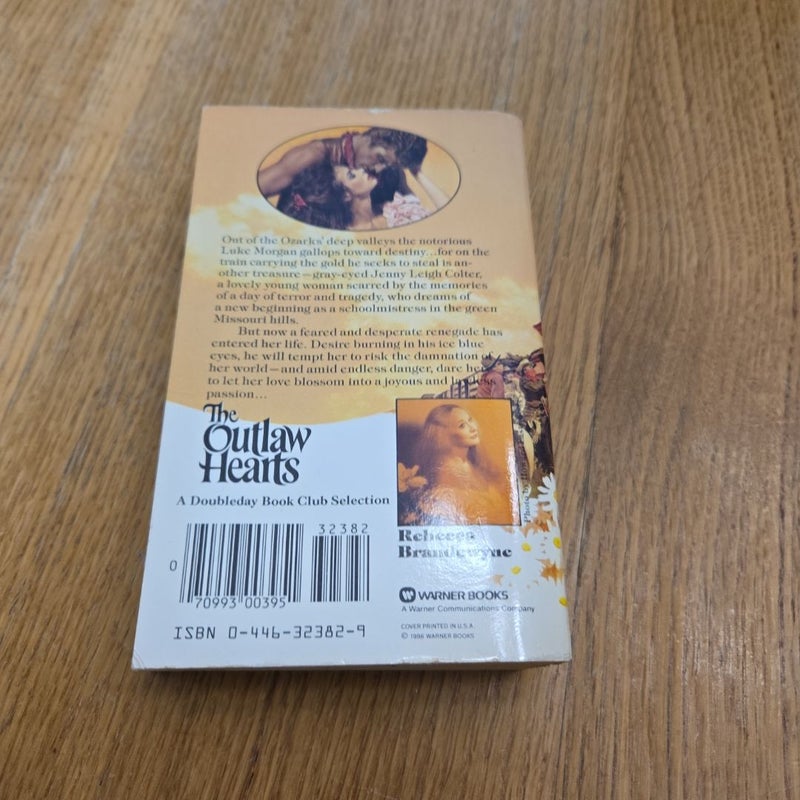 Out of the Ozarks' deep valleys the notorious
Luke Morgan gallops toward destiny...for on the
train carrying the gold he seeks to steal is an-
other treasure—gray-eyed Jenny Leigh Colter,
a lovely young woman scarred by the memories
of a day of terror and tragedy, who dreams of
a new beginning as a schoolmistress in the green
Missouri hills.
But now a feared and desperate renegade has
entered her life. Desire burning in his ice blue
eyes, he will tempt her to risk the damnation of
her world—and amid endless danger, dare her
to let her love blossom into a joyous and lawless
passion...
The
Outlaw
Hearts
A Doubleday Book Club Selection
Photo by
Rebecca
Brandewyne
32382
0
70993 00395
ISBN 0-446-32382-9
WARNER BOOKS
A Warner Communications Company
COVER PRINTED IN U.S.A.
© 1986 WARNER BOOKS